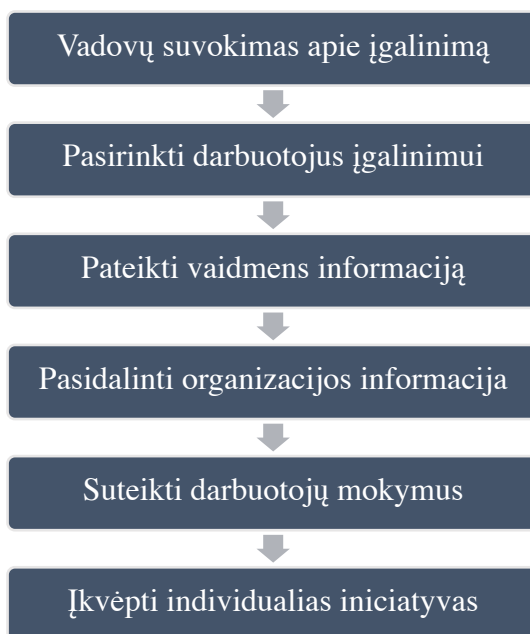 Vadovų suvokimas apie įgalinimą
Pasirinkti darbuotojus įgalinimui
Pateikti vaidmens informaciją
Pasidalinti organizacijos informacija
Suteikti darbuotojų mokymus
Įkvėpti individualias iniciatyvas